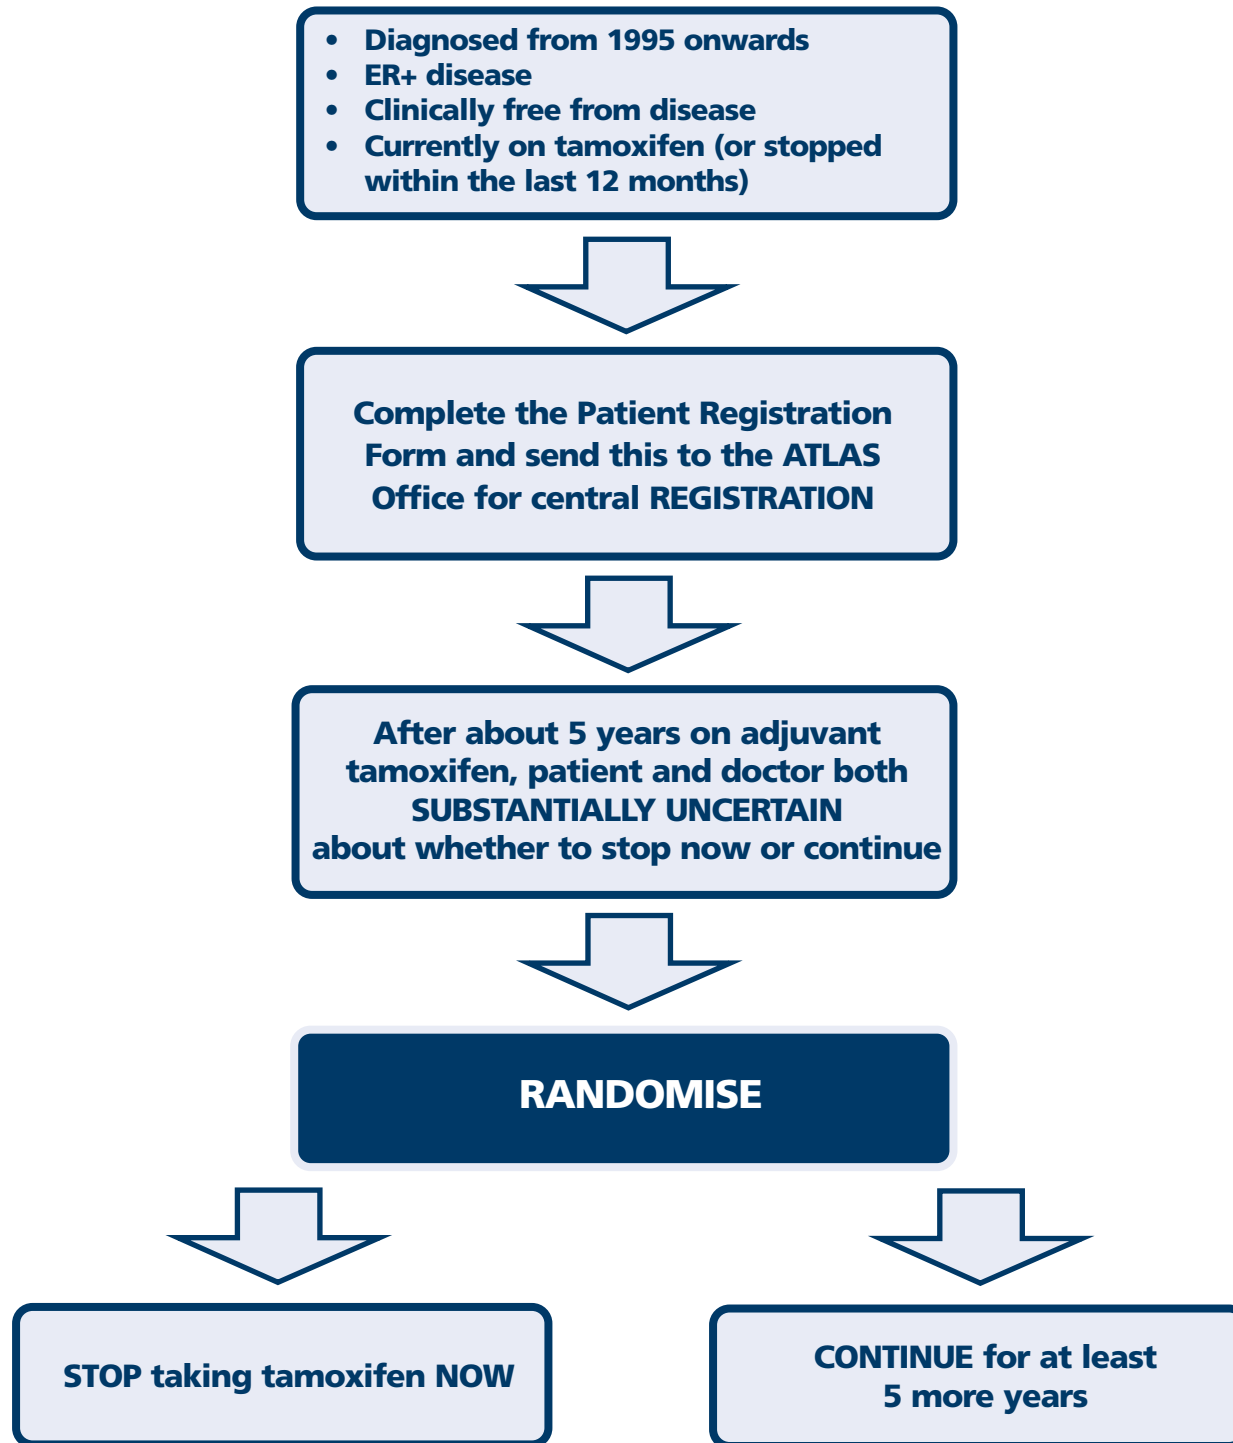 • Diagnosed from 1995 onwards
• ER+ disease
• Clinically free from disease
• Currently on tamoxifen (or stopped
within the last 12 months)
Complete the Patient Registration
Form and send this to the ATLAS
Office for central REGISTRATION
After about 5 years on adjuvant
tamoxifen, patient and doctor both
SUBSTANTIALLY UNCERTAIN
about whether to stop now or continue
RANDOMISE
STOP taking tamoxifen NOW
CONTINUE for at least
5 more years